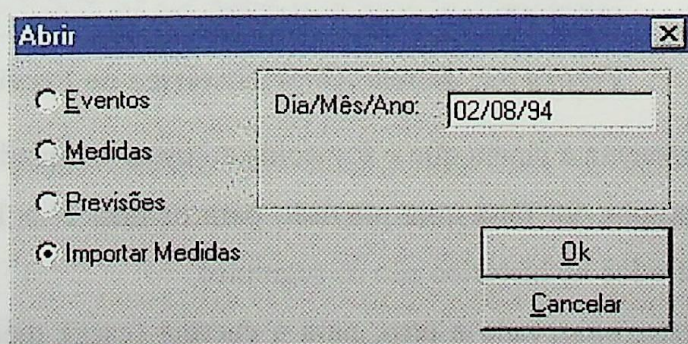 Abrir
Eventos
Medidas
Previsões
Importar Medidas
Dia/Mês/Ano: 02/08/94
Ok
Cancelar